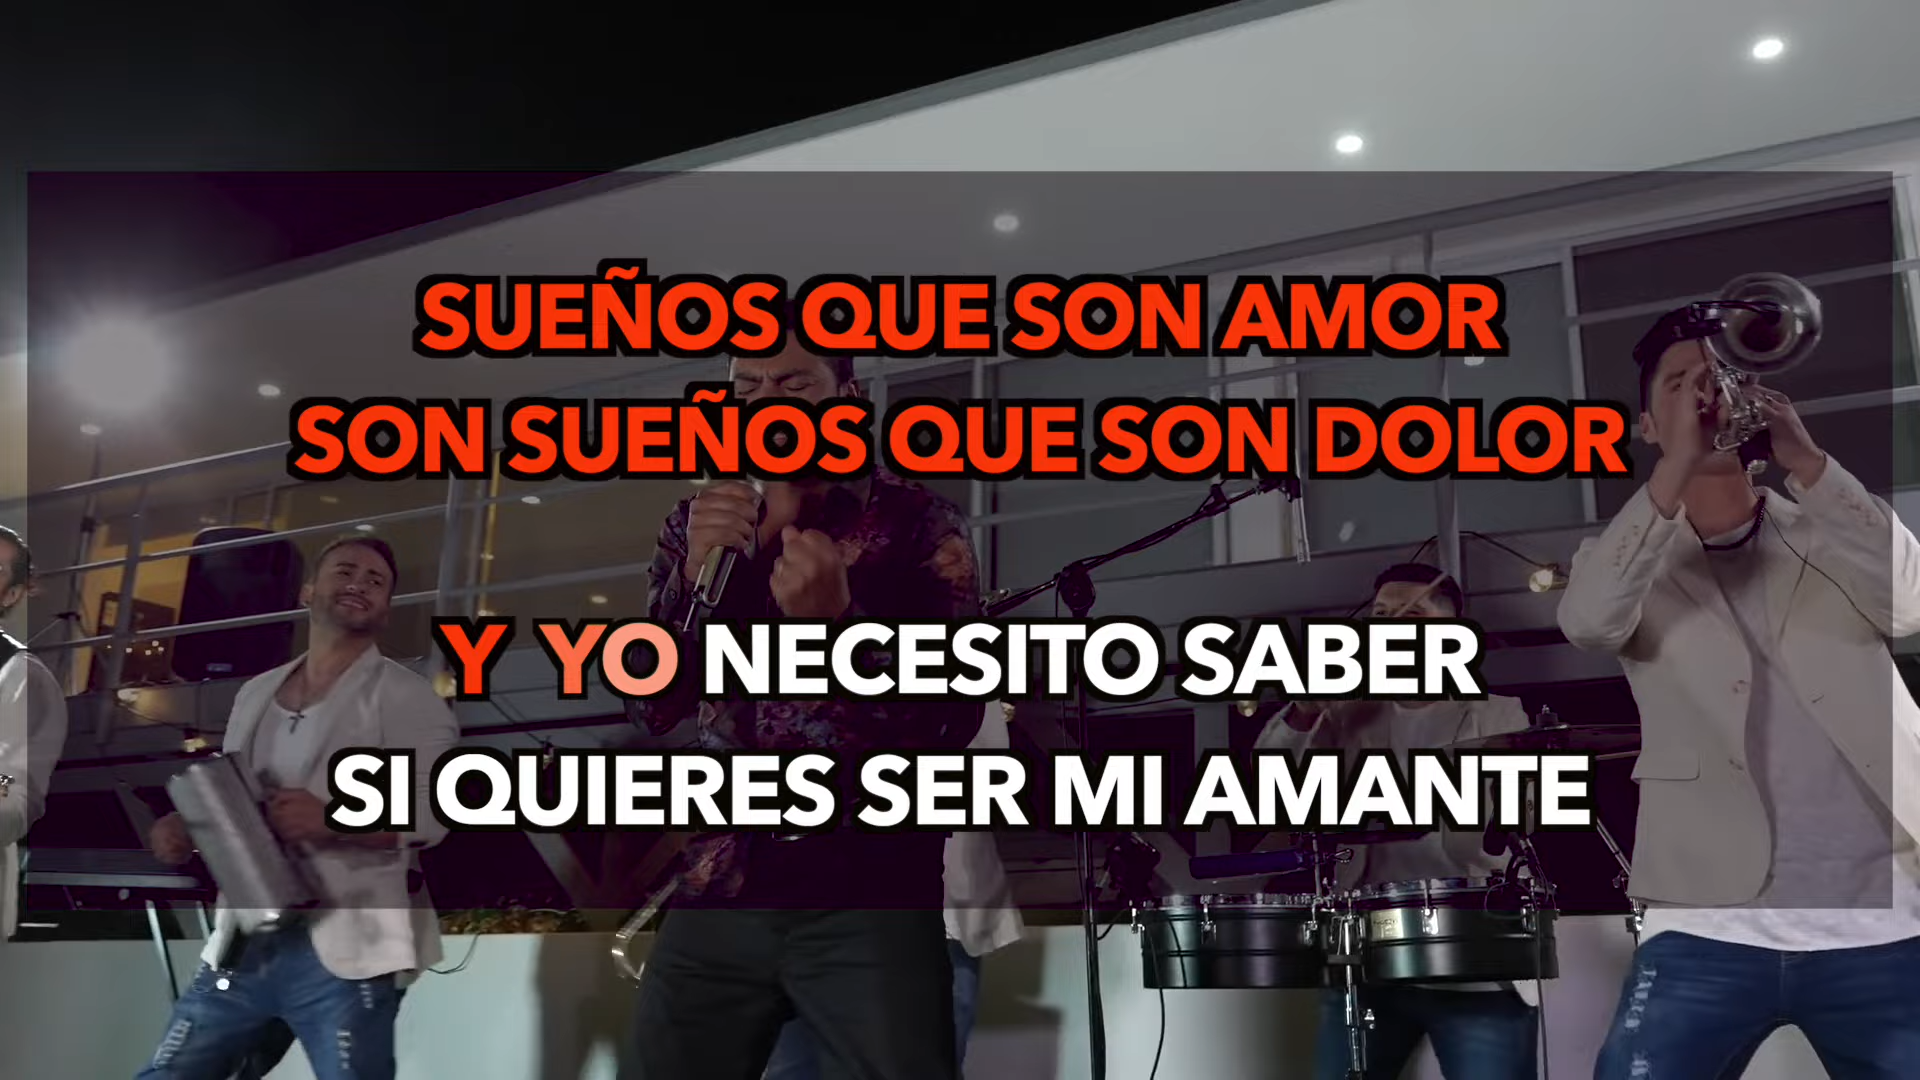 SUEÑOS QUE SON AMOR
SON SUEÑOS QUE SON DOLOR
Y YO NECESITO SABER
SI QUIERES SER MI AMANTE